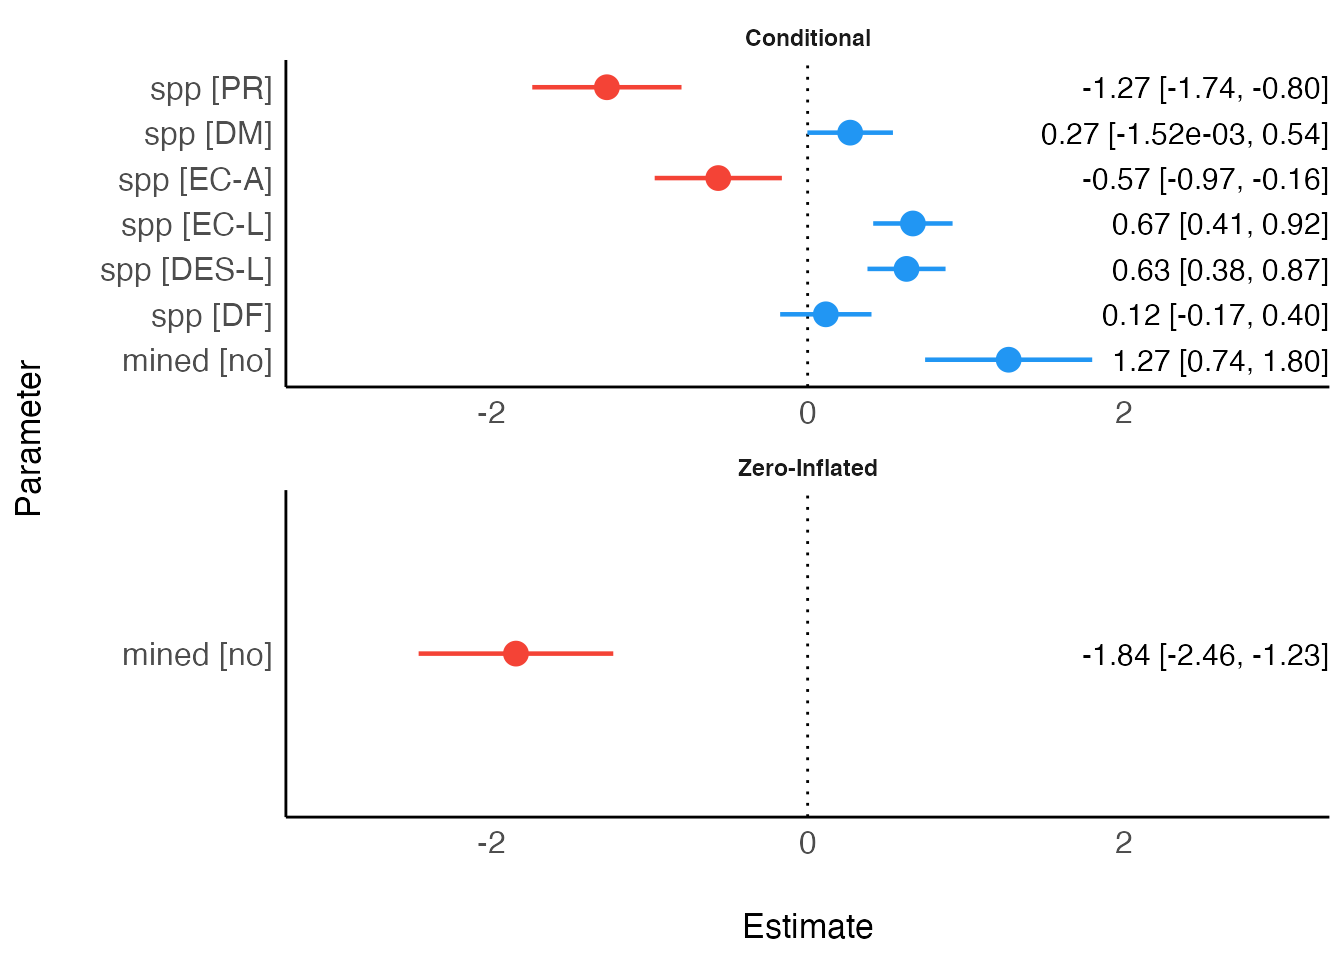 Conditional
spp [PR] -1.27 [-1.74, -0.80]
spp [DM] 0.27 [-1.52e-03, 0.54]
spp [EC-A] -0.57 [-0.97, -0.16]
spp [EC-L] 0.67 [0.41, 0.92]
spp [DES-L] 0.63 [0.38, 0.87]
spp [DF] 0.12 [-0.17, 0.40]
mined [no] 1.27 [0.74, 1.80]
-2 0 2
Parameter
Zero-Inflated
mined [no] -1.84 [-2.46, -1.23]
-2 0 2
Estimate